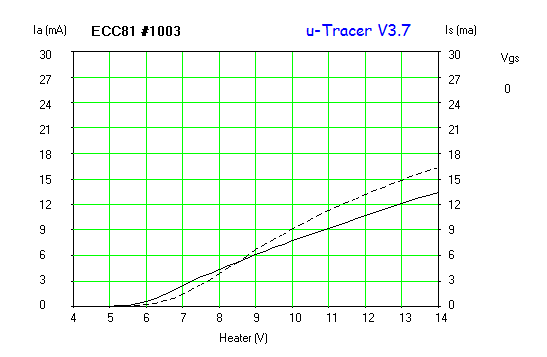 Ia (mA) ECC81 #1003 u-Tracer V3.7 Is (ma)
30 30 Vgs
27 27
0
24 24
21 21
18 18
15 15
12 12
9 9
6 6
3 3
0 0
4 5 6 7 8 9 10 11 12 13 14
Heater (V)